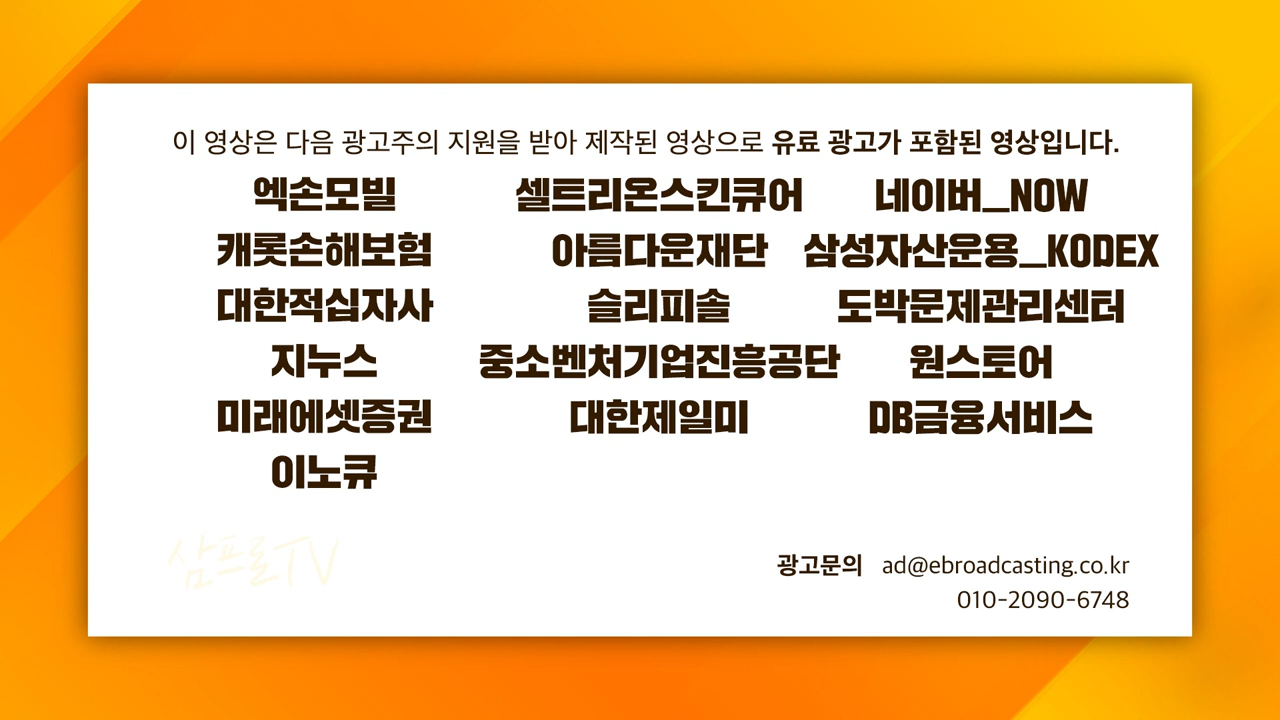 이 영상은 다음 광고주의 지원을 받아 제작된 영상으로 유료 광고가 포함된 영상입니다.
엑손모빌 셀트리온스킨큐어 네이버_NOW
캐롯손해보험 아름다운재단 삼성자산운용_KODEX
대한적십자사 슬리피솔 도박문제관리센터
지누스 중소벤처기업진흥공단 원스토어
미래에셋증권 대한제일미 DB금융서비스
이노큐
삼프로TV
광고문의 ad@ebroadcasting.co.kr
010-2090-6748